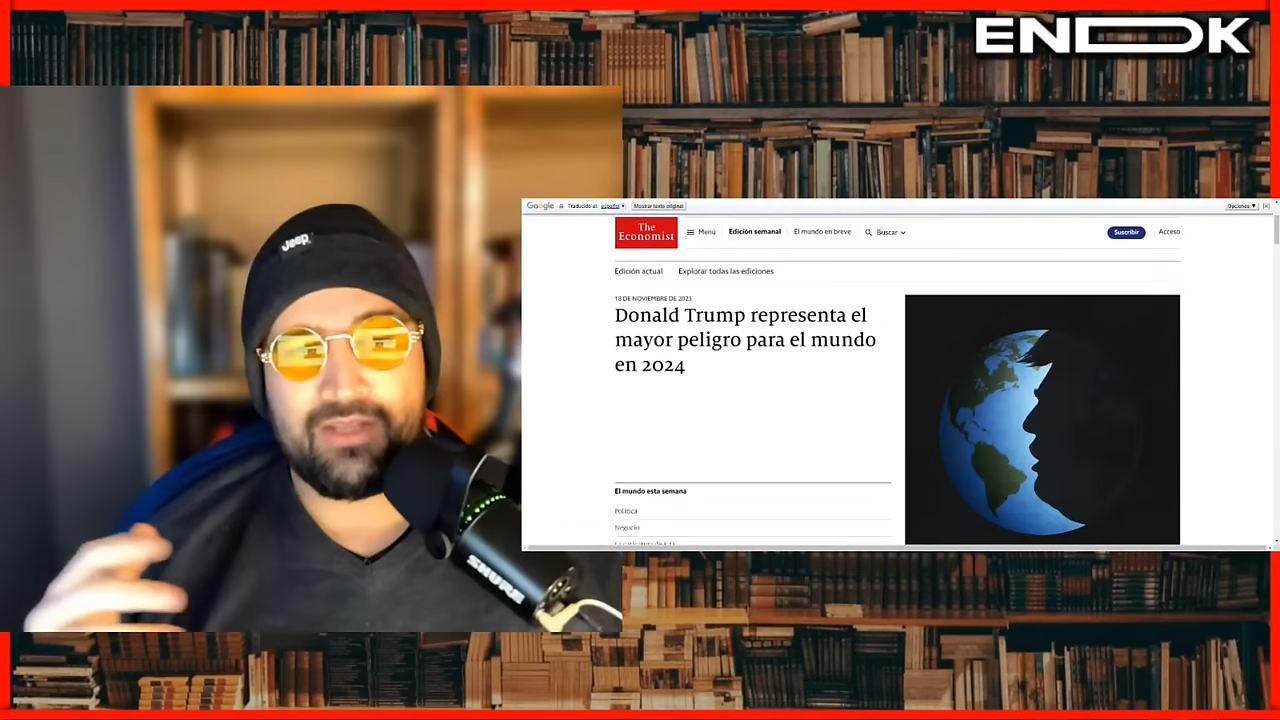 ENDK
Jeep
Google Traducido al: español Mostrar texto original Opciones ▼
The
Economist
Menú Edición semanal El mundo en breve Buscar Suscribir Acceso
Edición actual Explorar todas las ediciones
18 DE NOVIEMBRE DE 2023
Donald Trump representa el
mayor peligro para el mundo
en 2024
El mundo esta semana
Política
Negocio
SHURE